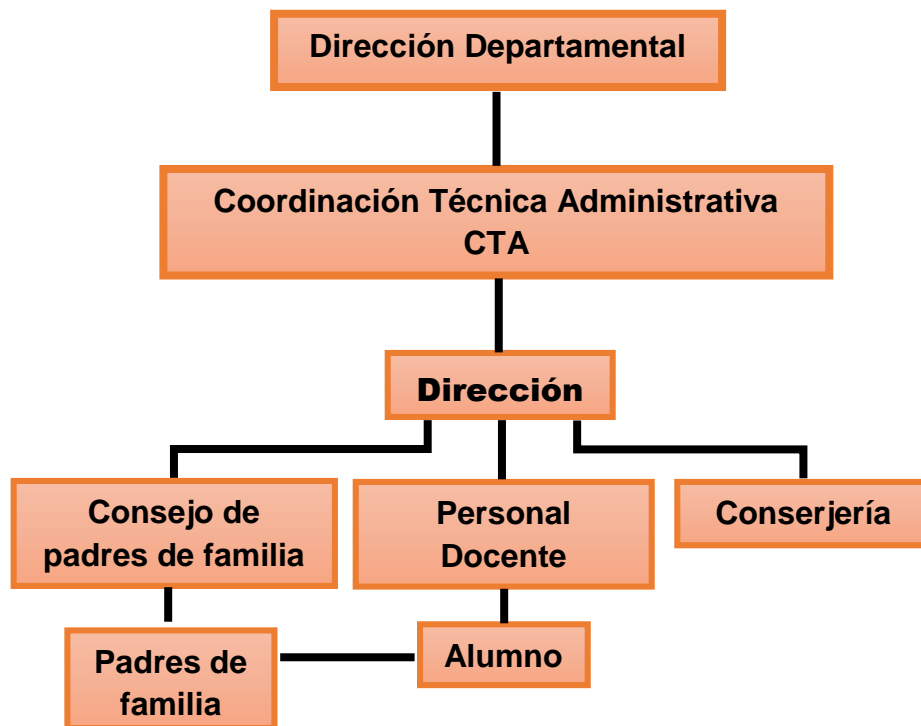 Dirección Departamental
Coordinación Técnica Administrativa
CTA
Dirección
Consejo de
padres de familia
Personal
Docente
Conserjería
Padres de
familia
Alumno